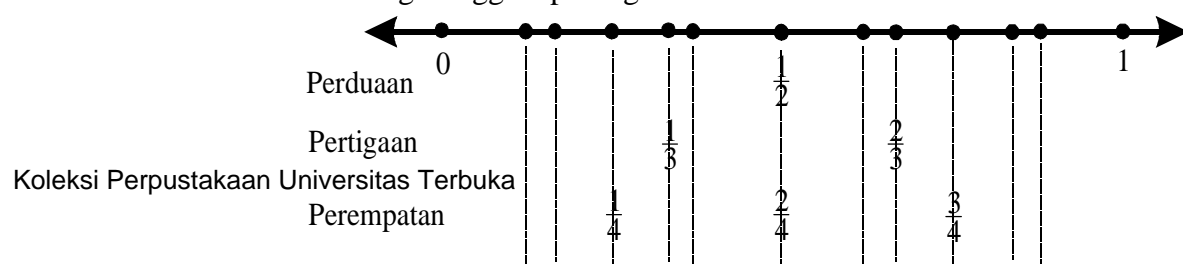 0 1
Perduaan 1/2
Pertigaan 1/3 2/3
Koleksi Perpustakaan Universitas Terbuka
Perempatan 1/4 2/4 3/4